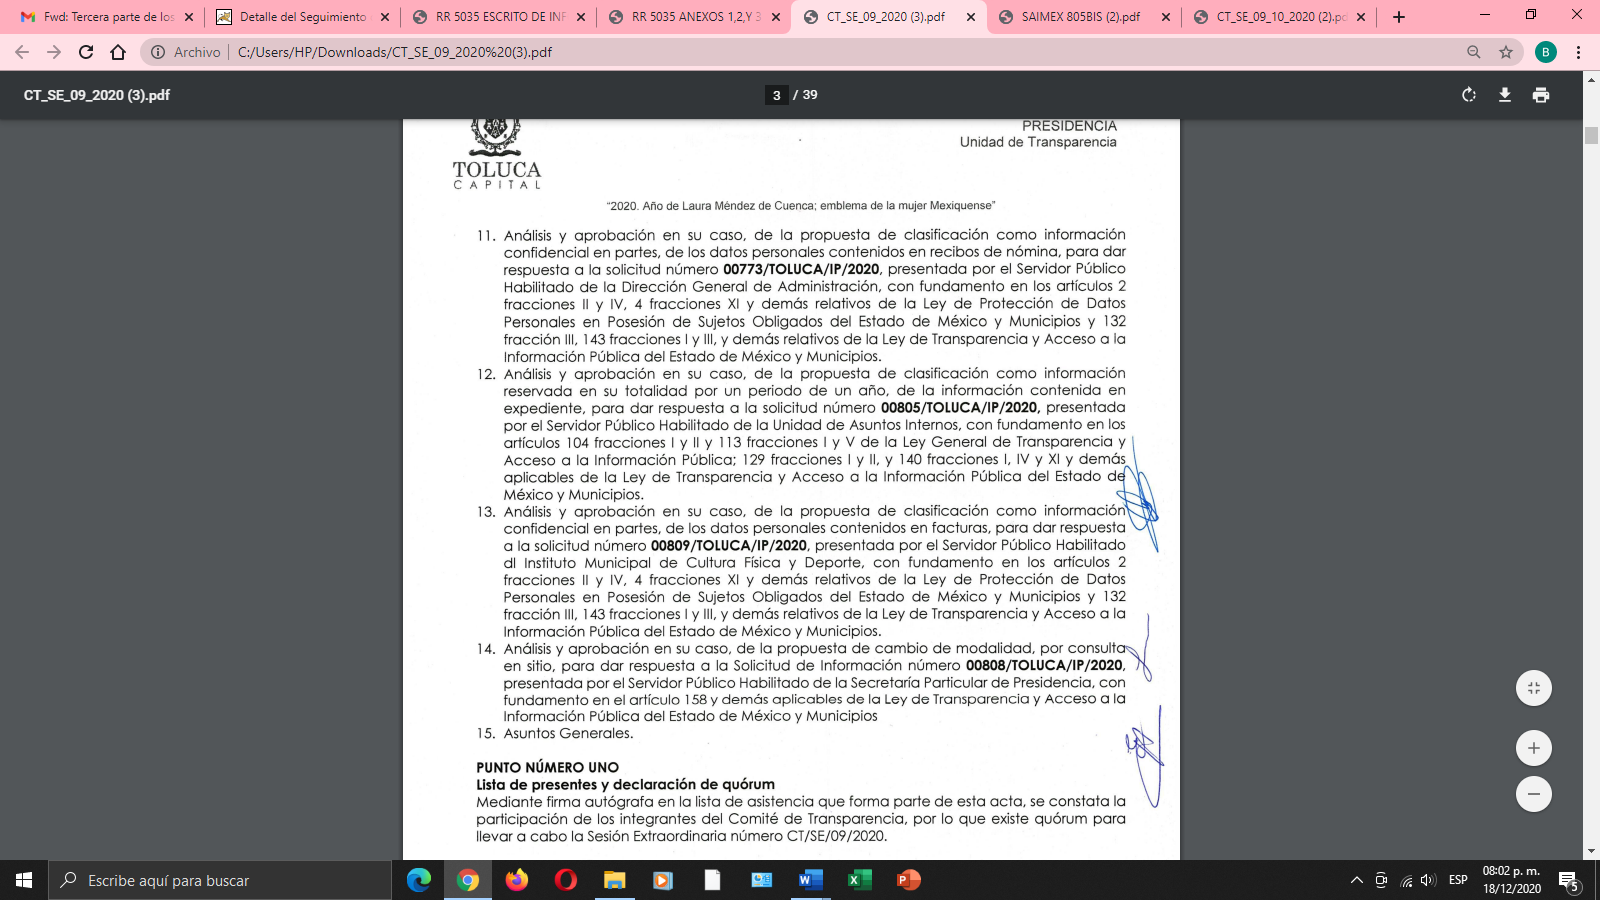 Fwd: Tercera parte de los
Detalle del Seguimiento
RR 5035 ESCRITO DE INF
RR 5035 ANEXOS 1,2,Y 3
CT_SE_09_2020 (3).pdf
SAIMEX 805BIS (2).pdf
CT_SE_09_10_2020 (2).pd
Archivo
C:/Users/HP/Downloads/CT_SE_09_2020%20(3).pdf
B
CT_SE_09_2020 (3).pdf
3 / 39
TOLUCA
CAPITAL
PRESIDENCIA
Unidad de Transparencia
“2020. Año de Laura Méndez de Cuenca; emblema de la mujer Mexiquense”
11. Análisis y aprobación en su caso, de la propuesta de clasificación como información
confidencial en partes, de los datos personales contenidos en recibos de nómina, para dar
respuesta a la solicitud número 00773/TOLUCA/IP/2020, presentada por el Servidor Público
Habilitado de la Dirección General de Administración, con fundamento en los artículos 2
fracciones II y IV, 4 fracciones XI y demás relativos de la Ley de Protección de Datos
Personales en Posesión de Sujetos Obligados del Estado de México y Municipios y 132
fracción III, 143 fracciones I y III, y demás relativos de la Ley de Transparencia y Acceso a la
Información Pública del Estado de México y Municipios.
12. Análisis y aprobación en su caso, de la propuesta de clasificación como información
reservada en su totalidad por un periodo de un año, de la información contenida en
expediente, para dar respuesta a la solicitud número 00805/TOLUCA/IP/2020, presentada
por el Servidor Público Habilitado de la Unidad de Asuntos Internos, con fundamento en los
artículos 104 fracciones I y II y 113 fracciones I y V de la Ley General de Transparencia y
Acceso a la Información Pública; 129 fracciones I y II, y 140 fracciones I, IV y XI y demás
aplicables de la Ley de Transparencia y Acceso a la Información Pública del Estado de
México y Municipios.
13. Análisis y aprobación en su caso, de la propuesta de clasificación como información
confidencial en partes, de los datos personales contenidos en facturas, para dar respuesta
a la solicitud número 00809/TOLUCA/IP/2020, presentada por el Servidor Público Habilitado
dl Instituto Municipal de Cultura Física y Deporte, con fundamento en los artículos 2
fracciones II y IV, 4 fracciones XI y demás relativos de la Ley de Protección de Datos
Personales en Posesión de Sujetos Obligados del Estado de México y Municipios y 132
fracción III, 143 fracciones I y III, y demás relativos de la Ley de Transparencia y Acceso a la
Información Pública del Estado de México y Municipios.
14. Análisis y aprobación en su caso, de la propuesta de cambio de modalidad, por consulta
en sitio, para dar respuesta a la Solicitud de Información número 00808/TOLUCA/IP/2020,
presentada por el Servidor Público Habilitado de la Secretaría Particular de Presidencia, con
fundamento en el artículo 158 y demás aplicables de la Ley de Transparencia y Acceso a la
Información Pública del Estado de México y Municipios
15. Asuntos Generales.
PUNTO NÚMERO UNO
Lista de presentes y declaración de quórum
Mediante firma autógrafa en la lista de asistencia que forma parte de esta acta, se constata la
participación de los integrantes del Comité de Transparencia, por lo que existe quórum para
llevar a cabo la Sesión Extraordinaria número CT/SE/09/2020.
Escribe aquí para buscar
ESP
08:02 p. m.
18/12/2020
5